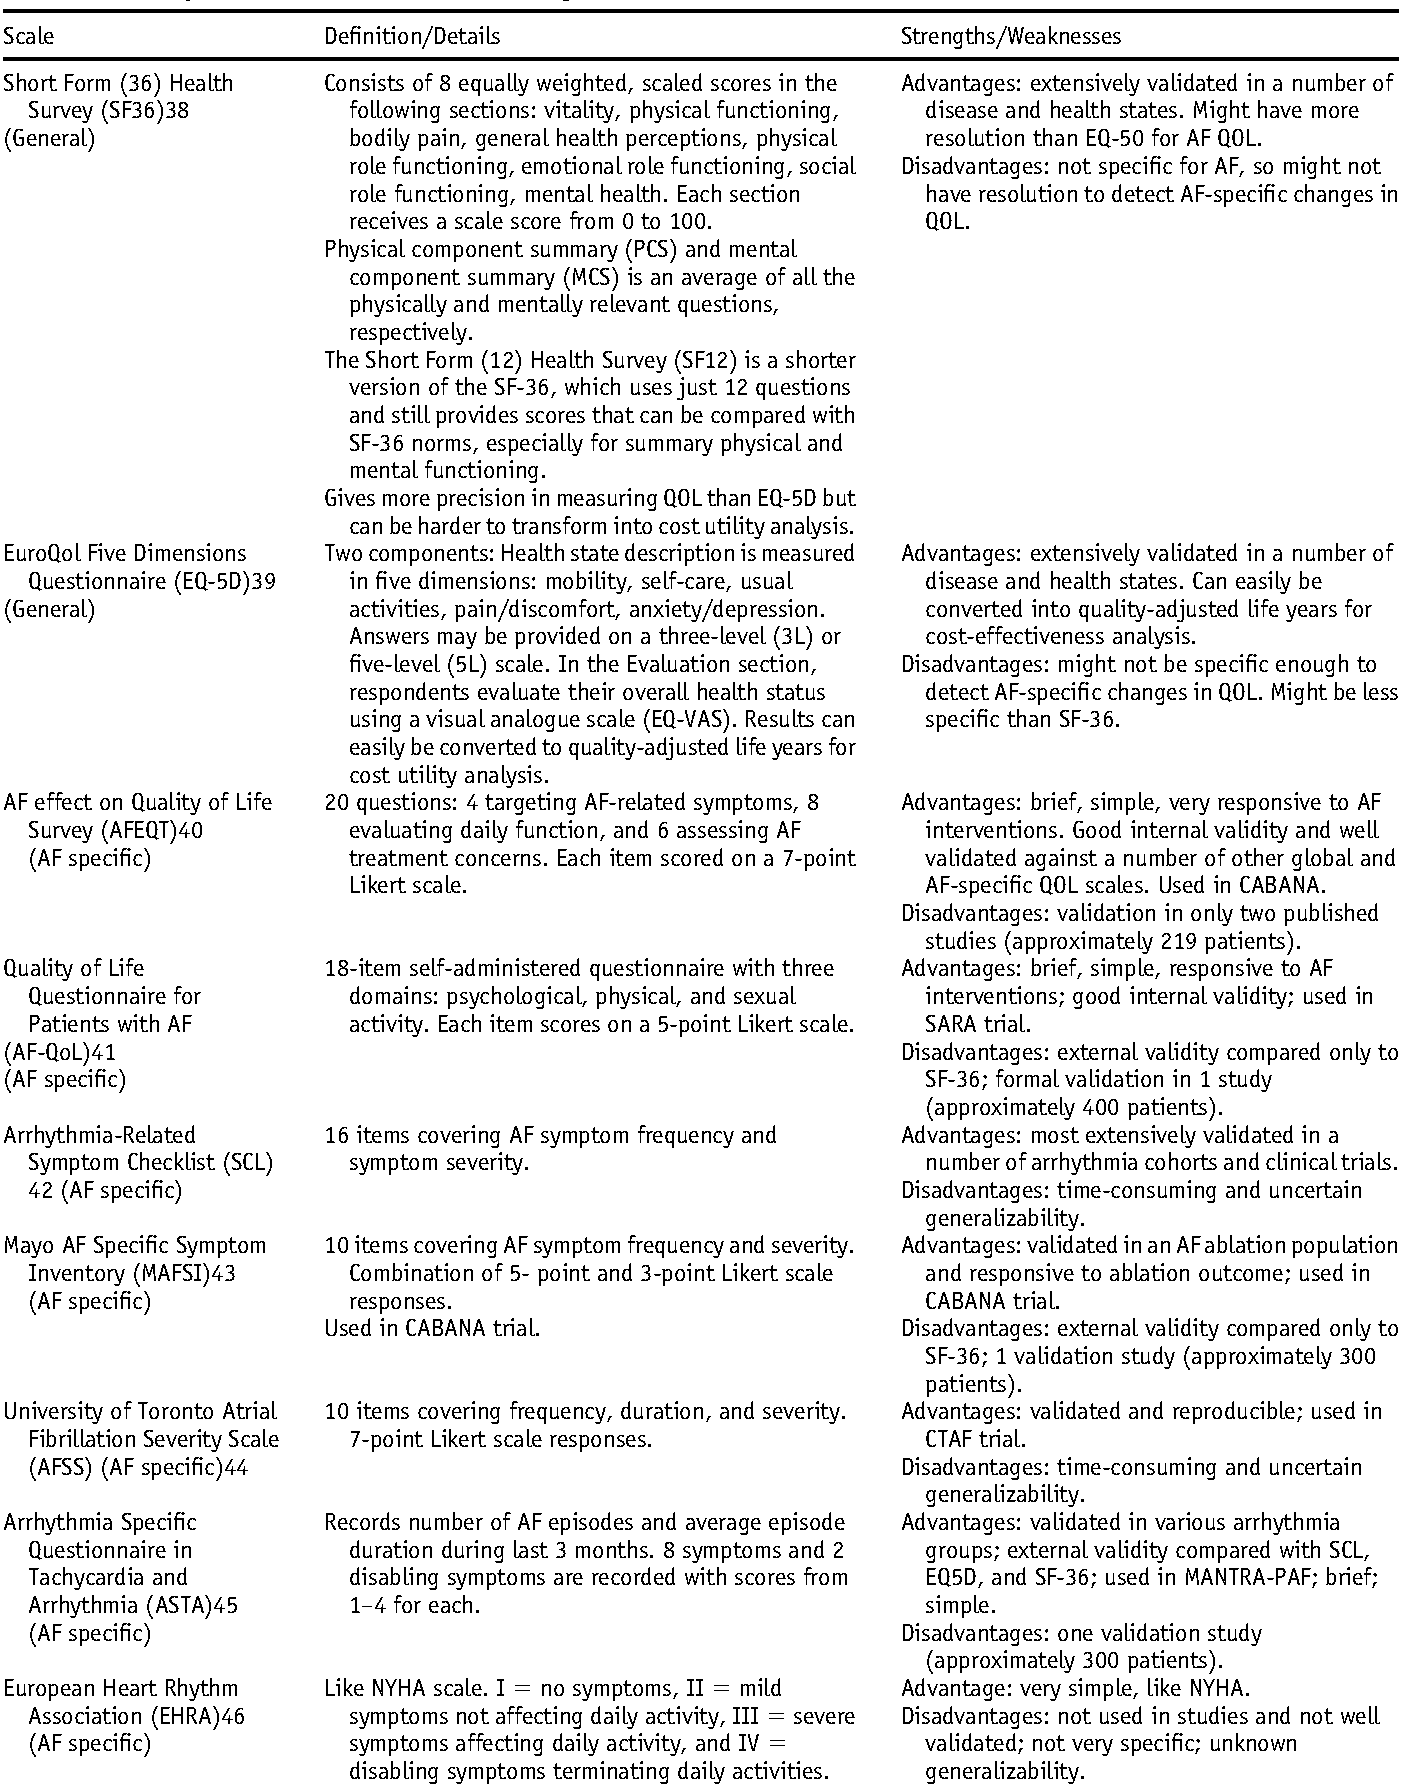 Scale Definition/Details Strengths/Weaknesses
Short Form (36) Health
Survey (SF36)38
(General)
Consists of 8 equally weighted, scaled scores in the
following sections: vitality, physical functioning,
bodily pain, general health perceptions, physical
role functioning, emotional role functioning, social
role functioning, mental health. Each section
receives a scale score from 0 to 100.
Physical component summary (PCS) and mental
component summary (MCS) is an average of all the
physically and mentally relevant questions,
respectively.
The Short Form (12) Health Survey (SF12) is a shorter
version of the SF-36, which uses just 12 questions
and still provides scores that can be compared with
SF-36 norms, especially for summary physical and
mental functioning.
Gives more precision in measuring QOL than EQ-5D but
can be harder to transform into cost utility analysis.
Advantages: extensively validated in a number of
disease and health states. Might have more
resolution than EQ-50 for AF QOL.
Disadvantages: not specific for AF, so might not
have resolution to detect AF-specific changes in
QOL.
EuroQol Five Dimensions
Questionnaire (EQ-5D)39
(General)
Two components: Health state description is measured
in five dimensions: mobility, self-care, usual
activities, pain/discomfort, anxiety/depression.
Answers may be provided on a three-level (3L) or
five-level (5L) scale. In the Evaluation section,
respondents evaluate their overall health status
using a visual analogue scale (EQ-VAS). Results can
easily be converted to quality-adjusted life years for
cost utility analysis.
Advantages: extensively validated in a number of
disease and health states. Can easily be
converted into quality-adjusted life years for
cost-effectiveness analysis.
Disadvantages: might not be specific enough to
detect AF-specific changes in QOL. Might be less
specific than SF-36.
AF effect on Quality of Life
Survey (AFEQT)40
(AF specific)
20 questions: 4 targeting AF-related symptoms, 8
evaluating daily function, and 6 assessing AF
treatment concerns. Each item scored on a 7-point
Likert scale.
Advantages: brief, simple, very responsive to AF
interventions. Good internal validity and well
validated against a number of other global and
AF-specific QOL scales. Used in CABANA.
Disadvantages: validation in only two published
studies (approximately 219 patients).
Quality of Life
Questionnaire for
Patients with AF
(AF-QoL)41
(AF specific)
18-item self-administered questionnaire with three
domains: psychological, physical, and sexual
activity. Each item scores on a 5-point Likert scale.
Advantages: brief, simple, responsive to AF
interventions; good internal validity; used in
SARA trial.
Disadvantages: external validity compared only to
SF-36; formal validation in 1 study
(approximately 400 patients).
Arrhythmia-Related
Symptom Checklist (SCL)
42 (AF specific)
16 items covering AF symptom frequency and
symptom severity.
Advantages: most extensively validated in a
number of arrhythmia cohorts and clinical trials.
Disadvantages: time-consuming and uncertain
generalizability.
Mayo AF Specific Symptom
Inventory (MAFSI)43
(AF specific)
10 items covering AF symptom frequency and severity.
Combination of 5- point and 3-point Likert scale
responses.
Used in CABANA trial.
Advantages: validated in an AF ablation population
and responsive to ablation outcome; used in
CABANA trial.
Disadvantages: external validity compared only to
SF-36; 1 validation study (approximately 300
patients).
University of Toronto Atrial
Fibrillation Severity Scale
(AFSS) (AF specific)44
10 items covering frequency, duration, and severity.
7-point Likert scale responses.
Advantages: validated and reproducible; used in
CTAF trial.
Disadvantages: time-consuming and uncertain
generalizability.
Arrhythmia Specific
Questionnaire in
Tachycardia and
Arrhythmia (ASTA)45
(AF specific)
Records number of AF episodes and average episode
duration during last 3 months. 8 symptoms and 2
disabling symptoms are recorded with scores from
1–4 for each.
Advantages: validated in various arrhythmia
groups; external validity compared with SCL,
EQ5D, and SF-36; used in MANTRA-PAF; brief;
simple.
Disadvantages: one validation study
(approximately 300 patients).
European Heart Rhythm
Association (EHRA)46
(AF specific)
Like NYHA scale. I = no symptoms, II = mild
symptoms not affecting daily activity, III = severe
symptoms affecting daily activity, and IV =
disabling symptoms terminating daily activities.
Advantage: very simple, like NYHA.
Disadvantages: not used in studies and not well
validated; not very specific; unknown
generalizability.